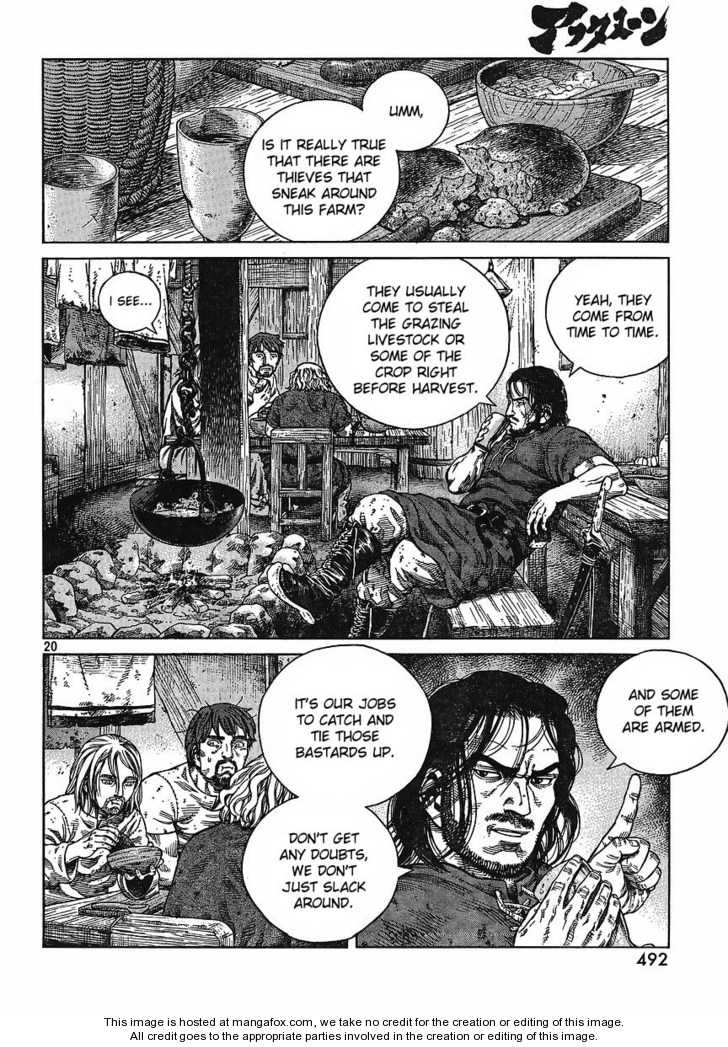 アフタヌーン
UMM,
IS IT REALLY TRUE
THAT THERE ARE
THIEVES THAT
SNEAK AROUND
THIS FARM?
YEAH, THEY
COME FROM
TIME TO TIME.
THEY USUALLY
COME TO STEAL
THE GRAZING
LIVESTOCK OR
SOME OF THE
CROP RIGHT
BEFORE HARVEST.
I SEE...
20
AND SOME
OF THEM
ARE ARMED.
IT'S OUR JOBS
TO CATCH AND
TIE THOSE
BASTARDS UP.
DON'T GET
ANY DOUBTS,
WE DON'T
JUST SLACK
AROUND.
492
This image is hosted at mangafox.com, we take no credit for the creation or editing of this image.
All credit goes to the appropriate parties involved in the creation or editing of this image.